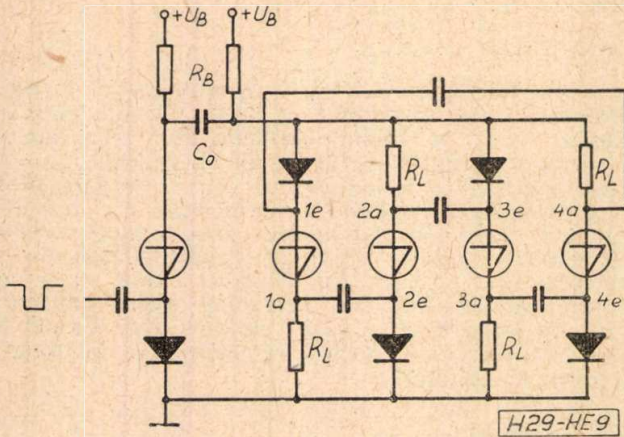 +U_B +U_B
R_B
C_o
R_L R_L
1e 2a 3e 4a
1a 2e 3a 4e
R_L R_L
H29-HE9